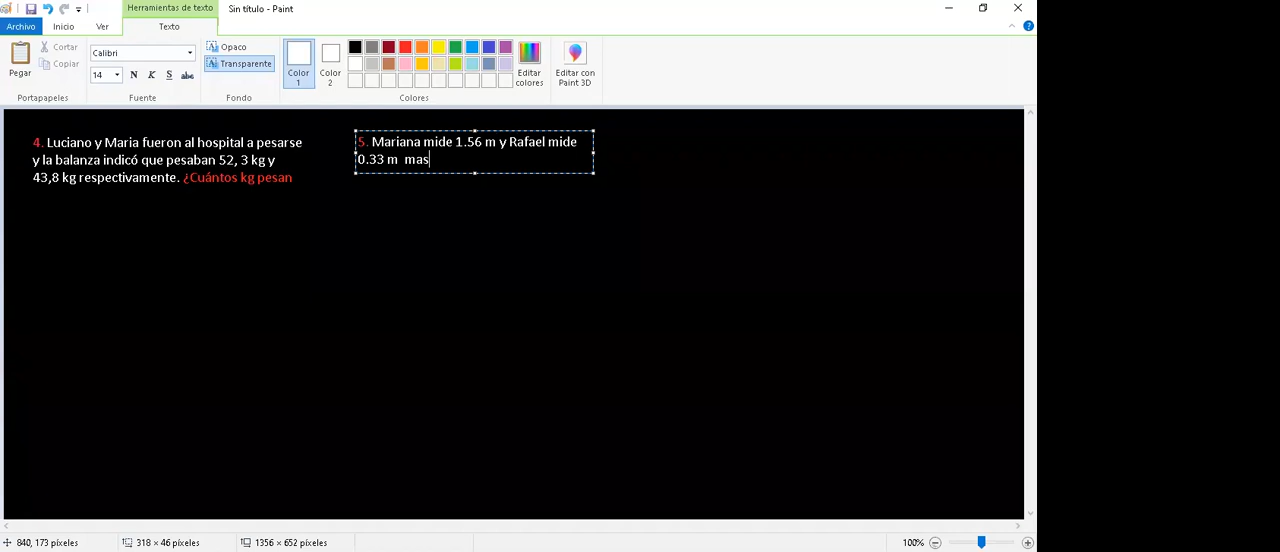 Herramientas de texto
Sin título - Paint
Archivo
Inicio
Ver
Texto
Pegar
Cortar
Copiar
Portapapeles
Calibri
14
N K S abc
Fuente
Opaco
Transparente
Fondo
Color 1
Color 2
Editar colores
Editar con Paint 3D
Colores
4. Luciano y Maria fueron al hospital a pesarse
y la balanza indicó que pesaban 52, 3 kg y
43,8 kg respectivamente. ¿Cuántos kg pesan
5. Mariana mide 1.56 m y Rafael mide
0.33 m  mas
840, 173 píxeles
318 × 46 píxeles
1356 × 652 píxeles
100%